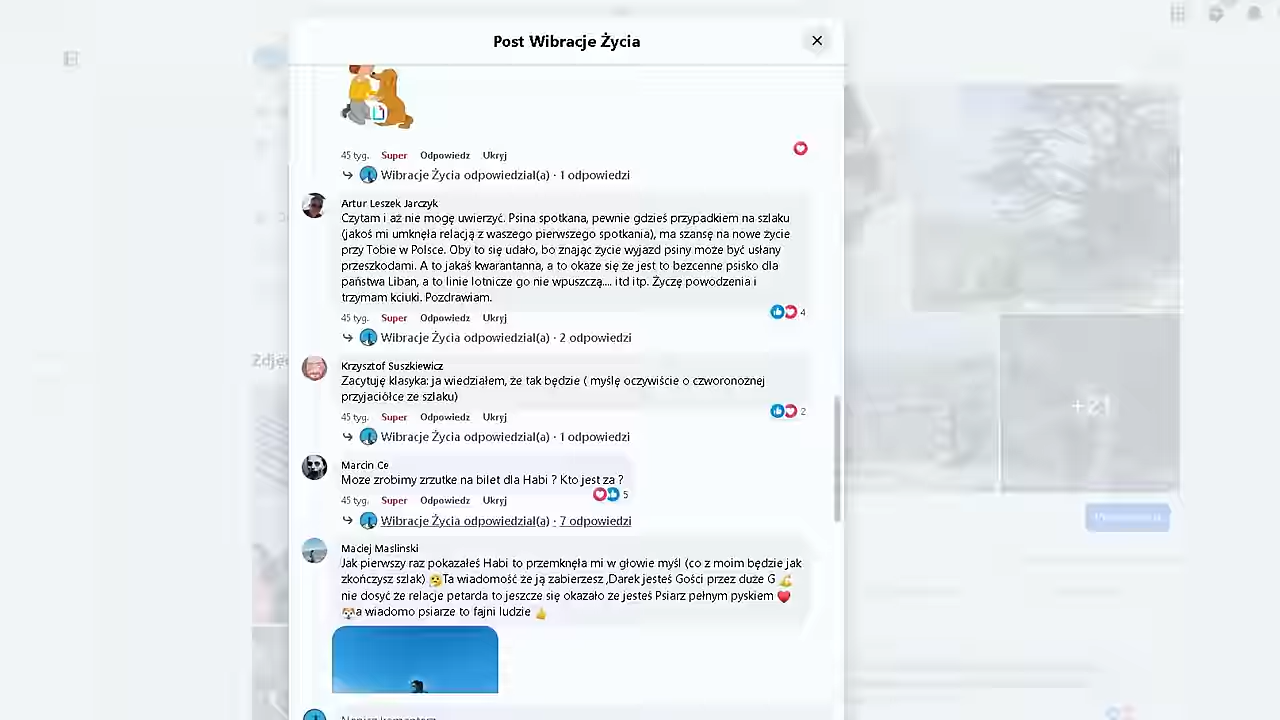 Post Wibracje Życia
45 tyg. Super Odpowiedz Ukryj
Wibracje Życia odpowiedział(a) · 1 odpowiedzi
Artur Leszek Jarczyk
Czytam i aż nie mogę uwierzyć. Psina spotkana, pewnie gdzieś przypadkiem na szlaku
(jakoś mi umknęła relacją z waszego pierwszego spotkania), ma szansę na nowe życie
przy Tobie w Polsce. Oby to się udało, bo znając życie wyjazd psiny może być usłany
przeszkodami. A to jakaś kwarantanna, a to okaże się że jest to bezcenne psisko dla
państwa Liban, a to linie lotnicze go nie wpuszczą.... itd itp. Życzę powodzenia i
trzymam kciuki. Pozdrawiam.
4
45 tyg. Super Odpowiedz Ukryj
Wibracje Życia odpowiedział(a) · 2 odpowiedzi
Krzysztof Suszkiewicz
Zacytuję klasyka: ja wiedziałem, że tak będzie ( myślę oczywiście o czworonożnej
przyjaciółce ze szlaku)
2
45 tyg. Super Odpowiedz Ukryj
Wibracje Życia odpowiedział(a) · 1 odpowiedzi
Marcin Ce
Moze zrobimy zrzutke na bilet dla Habi ? Kto jest za ?
5
45 tyg. Super Odpowiedz Ukryj
Wibracje Życia odpowiedział(a) · 7 odpowiedzi
Maciej Maslinski
Jak pierwszy raz pokazałeś Habi to przemknęła mi w głowie myśl (co z moim będzie jak
zkończysz szlak) 🤔Ta wiadomość że ją zabierzesz ,Darek jesteś Gości przez duże G 💪
nie dosyć że relacje petarda to jeszcze się okazało ze jesteś Psiarz pełnym pyskiem ❤️
🐶a wiadomo psiarze to fajni ludzie 👍
Zdjęc
+21